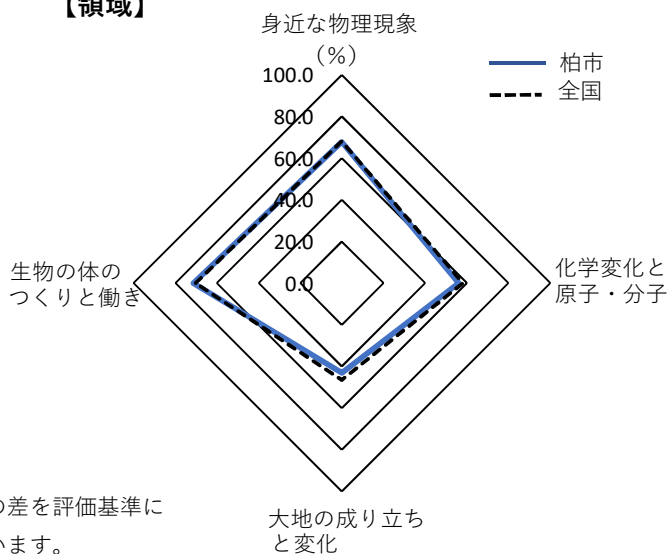 【領域】
身近な物理現象
（%）
柏市
全国
100.0
80.0
60.0
40.0
20.0
0.0
生物の体の
つくりと働き
化学変化と
原子・分子
大地の成り立ち
と変化
の差を評価基準に
います。